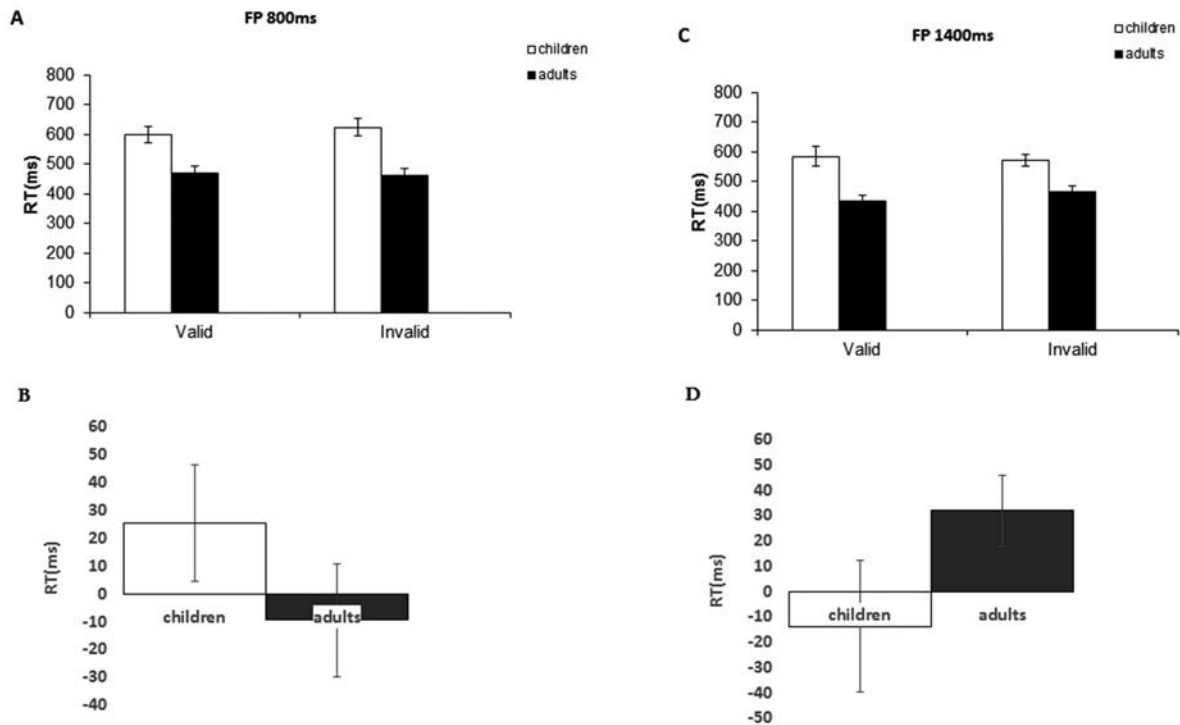 A
FP 800ms
children
adults
800
700
600
500
400
300
200
100
0
RT(ms)
Valid
Invalid
C
FP 1400ms
children
adults
800
700
600
500
400
300
200
100
0
RT(ms)
Valid
Invalid
B
60
50
40
30
20
10
0
-10
-20
-30
-40
RT(ms)
children
adults
D
60
50
40
30
20
10
0
-10
-20
-30
-40
-50
RT(ms)
children
adults